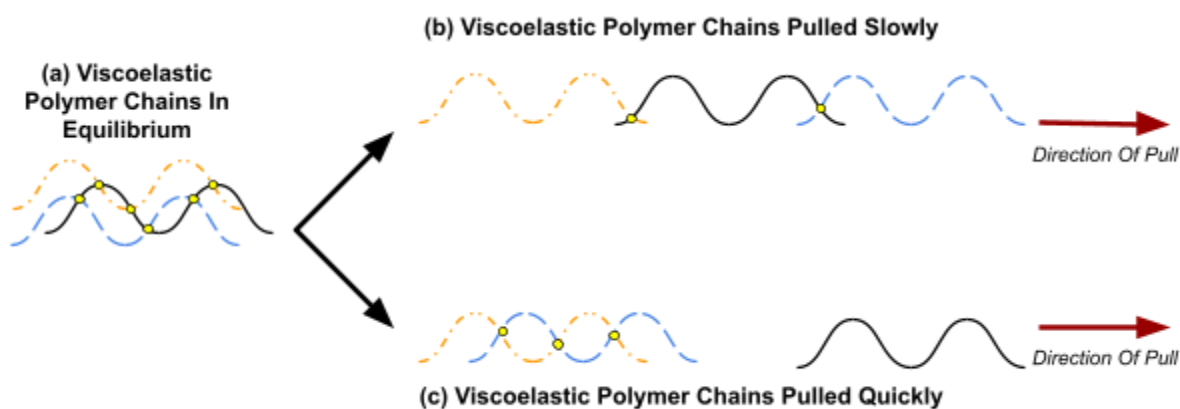 (a) Viscoelastic
Polymer Chains In
Equilibrium
(b) Viscoelastic Polymer Chains Pulled Slowly
Direction Of Pull
Direction Of Pull
(c) Viscoelastic Polymer Chains Pulled Quickly